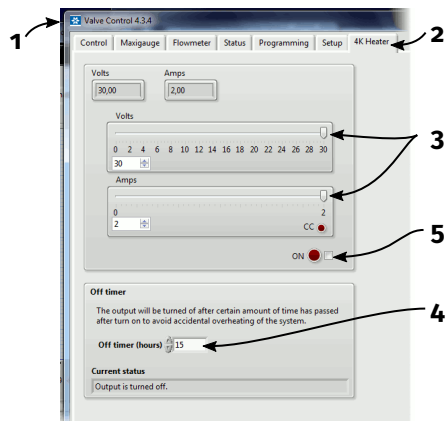 1
Valve Control 4.3.4
Control Maxigauge Flowmeter Status Programming Setup 4K Heater
2
Volts Amps
30,00 2,00
Volts
0 2 4 6 8 10 12 14 16 18 20 22 24 26 28 30
30
3
Amps
0 2
2 CC
5
ON
Off timer
The output will be turned of after certain amount of time has passed
after turn on to avoid accidental overheating of the system.
4
Off timer (hours) 15
Current status
Output is turned off.